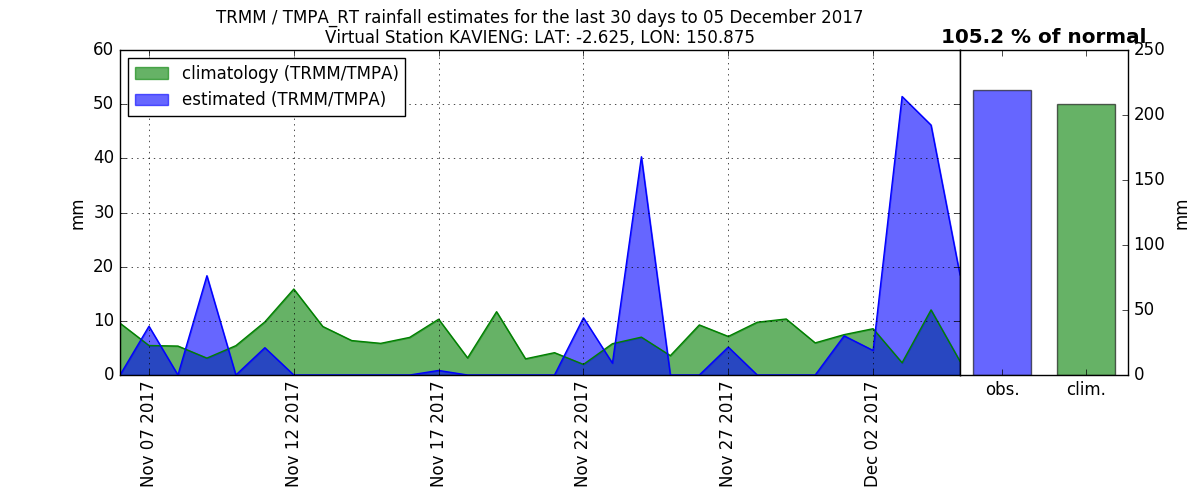 TRMM / TMPA_RT rainfall estimates for the last 30 days to 05 December 2017
Virtual Station KAVIENG: LAT: -2.625, LON: 150.875
105.2 % of normal
climatology (TRMM/TMPA)
estimated (TRMM/TMPA)
60
50
40
30
20
10
0
mm
Nov 07 2017
Nov 12 2017
Nov 17 2017
Nov 22 2017
Nov 27 2017
Dec 02 2017
obs.
clim.
250
200
150
100
50
0
mm